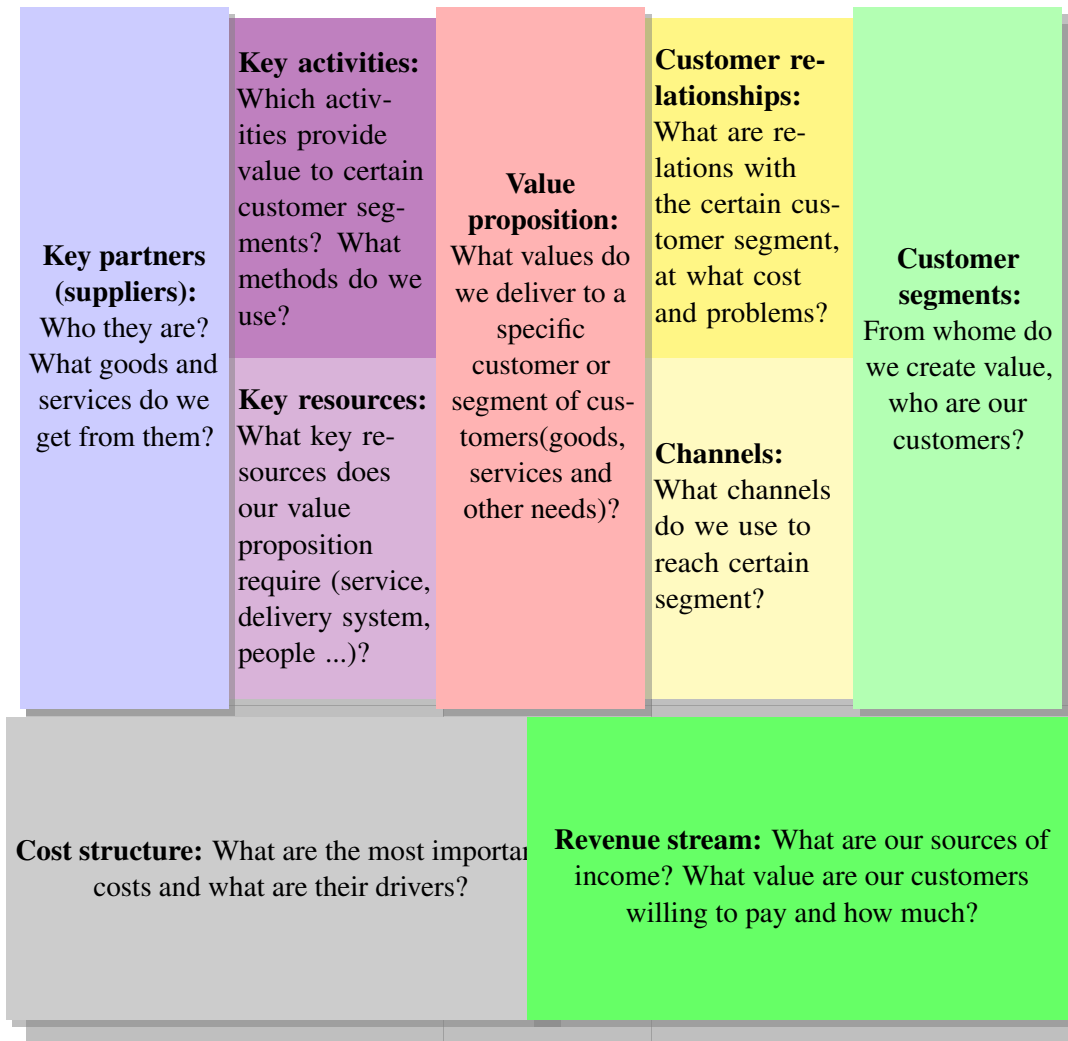 Key partners
(suppliers):
Who they are?
What goods and
services do we
get from them?
Key activities:
Which activ-
ities provide
value to certain
customer seg-
ments? What
methods do we
use?
Key resources:
What key re-
sources does
our value
proposition
require (service,
delivery system,
people ...)?
Value
proposition:
What values do
we deliver to a
specific
customer or
segment of cus-
tomers(goods,
services and
other needs)?
Customer re-
lationships:
What are re-
lations with
the certain cus-
tomer segment,
at what cost
and problems?
Channels:
What channels
do we use to
reach certain
segment?
Customer
segments:
From whome do
we create value,
who are our
customers?
Cost structure: What are the most
costs and what are their drivers?
Revenue stream: What are our sources of
income? What value are our customers
willing to pay and how much?